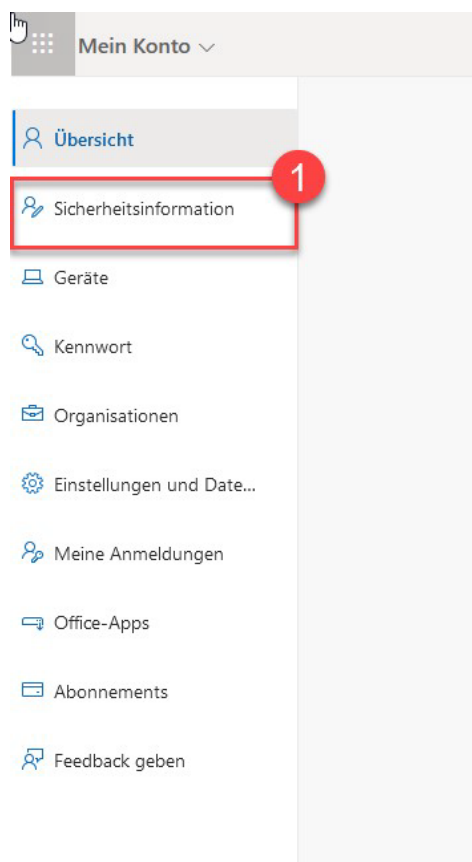 Mein Konto
Übersicht
1
Sicherheitsinformation
Geräte
Kennwort
Organisationen
Einstellungen und Date...
Meine Anmeldungen
Office-Apps
Abonnements
Feedback geben